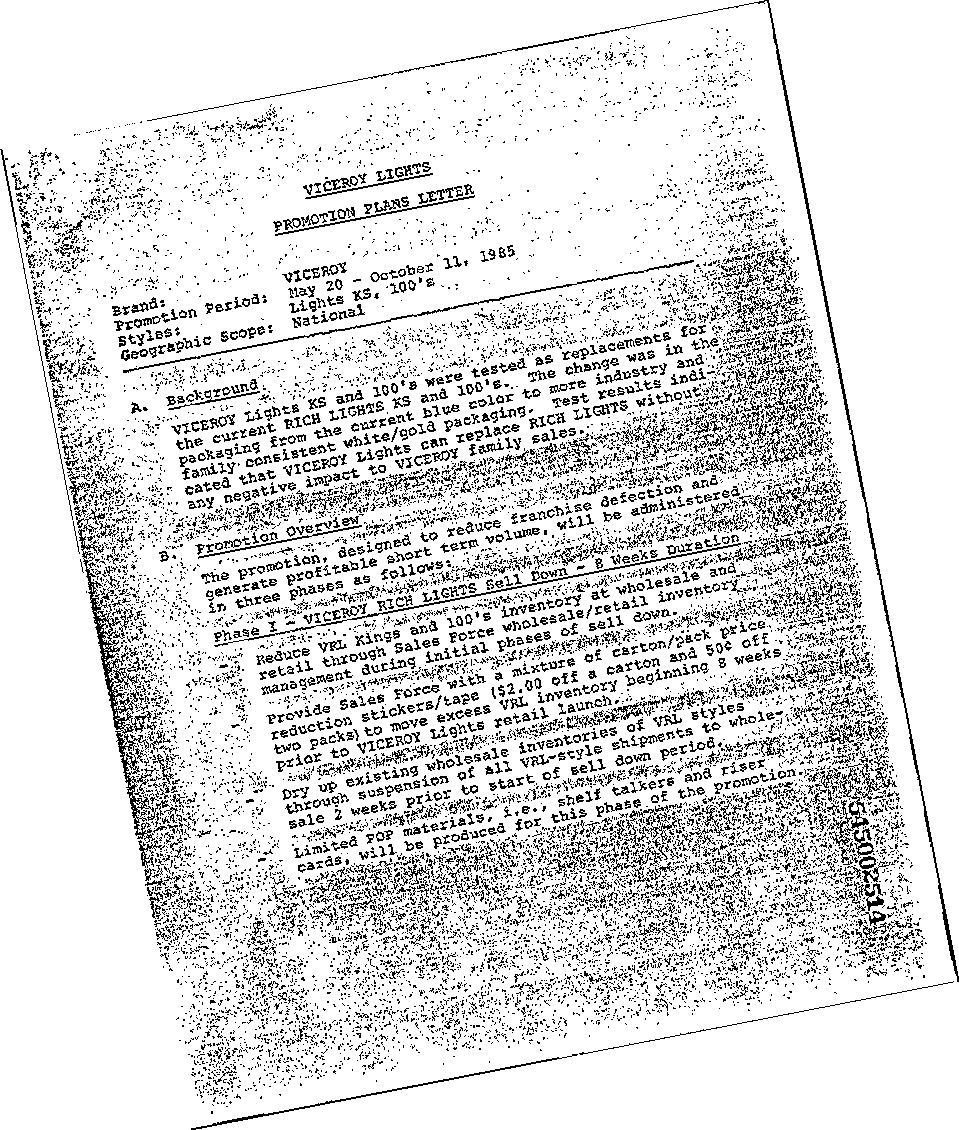 VICEROY LIGHTS
PROMOTION PLANS LETTER
Brand: VICEROY
Promotion Period: May 20 - October 11, 1985
Styles: Lights KS, 100's
Geographic Scope: National
A. Background
VICEROY Lights KS and 100's were tested as replacements for
the current RICH LIGHTS KS and 100's. The change was in the
packaging from the current blue color to more industry and
family consistent white/gold packaging. Test results indi-
cated that VICEROY Lights can replace RICH LIGHTS without
any negative impact to VICEROY family sales.
B. Promotion Overview
The promotion, designed to reduce franchise defection and
generate profitable short term volume, will be administered
in three phases as follows:
Phase I - VICEROY RICH LIGHTS Sell Down - 8 Weeks Duration
- Reduce VRL Kings and 100's inventory at wholesale and
retail through Sales Force wholesale/retail inventory
management during initial phases of sell down.
- Provide Sales Force with a mixture of carton/pack price
reduction stickers/tape ($2.00 off a carton and 50¢ off
two packs) to move excess VRL inventory beginning 8 weeks
prior to VICEROY Lights retail launch.
- Dry up existing wholesale inventories of VRL styles
through suspension of all VRL-style shipments to whole-
sale 2 weeks prior to start of sell down period.
- Limited POP materials, i.e., shelf talkers and riser
cards, will be produced for this phase of the promotion.
545002514